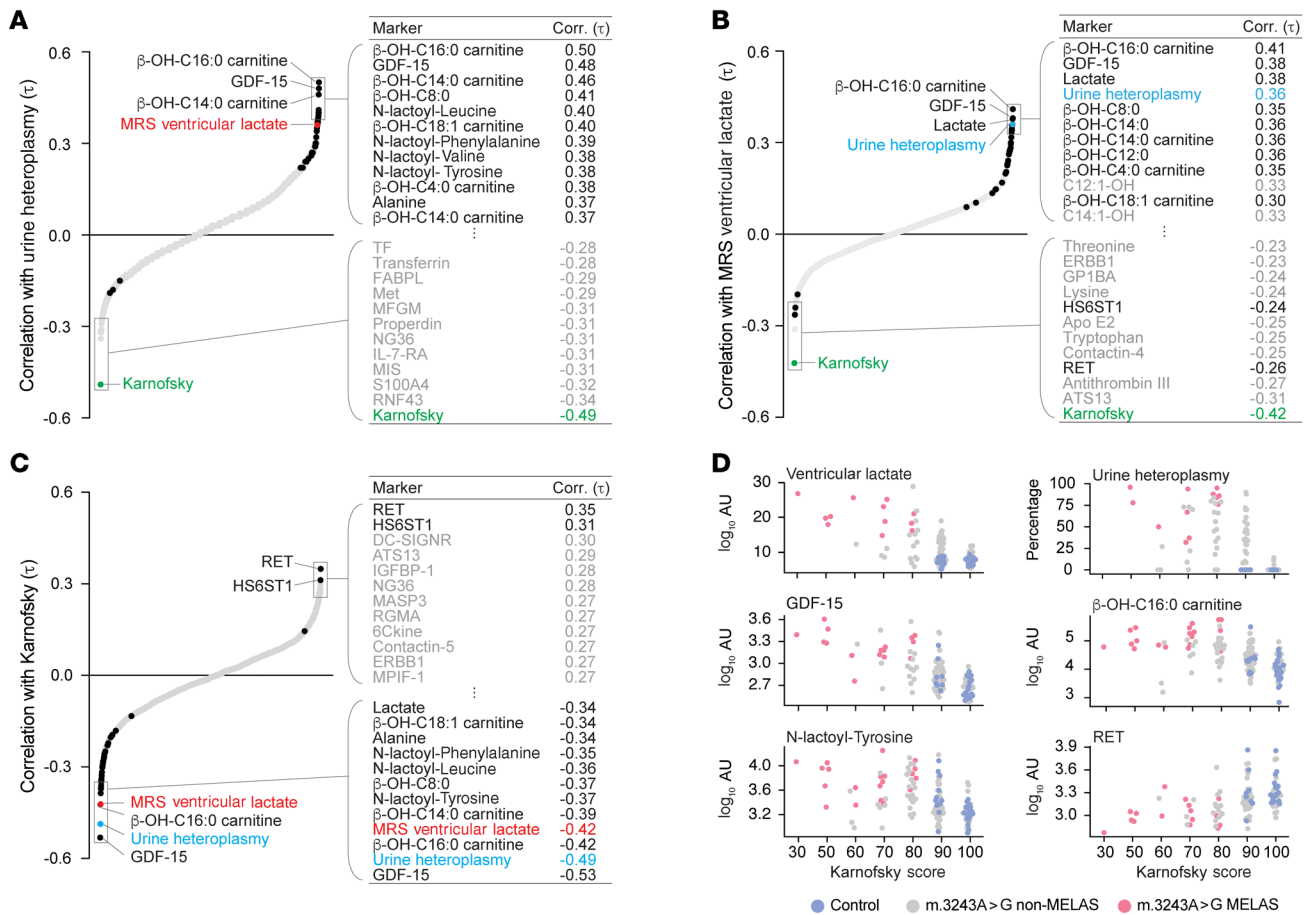 A
Correlation with urine heteroplasmy (τ)
0.6
0.3
0.0
-0.3
-0.6
β-OH-C16:0 carnitine
GDF-15
β-OH-C14:0 carnitine
MRS ventricular lactate
Karnofsky
Marker Corr. (τ)
β-OH-C16:0 carnitine 0.50
GDF-15 0.48
β-OH-C14:0 carnitine 0.46
β-OH-C8:0 0.41
N-lactoyl-Leucine 0.40
β-OH-C18:1 carnitine 0.40
N-lactoyl-Phenylalanine 0.39
N-lactoyl-Valine 0.38
N-lactoyl- Tyrosine 0.38
β-OH-C4:0 carnitine 0.38
Alanine 0.37
β-OH-C14:0 carnitine 0.37
⋮
TF -0.28
Transferrin -0.28
FABPL -0.29
Met -0.29
MFGM -0.31
Properdin -0.31
NG36 -0.31
IL-7-RA -0.31
MIS -0.31
S100A4 -0.32
RNF43 -0.34
Karnofsky -0.49
B
Correlation with MRS ventricular lactate (τ)
0.6
0.3
0.0
-0.3
-0.6
β-OH-C16:0 carnitine
GDF-15
Lactate
Urine heteroplasmy
Karnofsky
Marker Corr. (τ)
β-OH-C16:0 carnitine 0.41
GDF-15 0.38
Lactate 0.38
Urine heteroplasmy 0.36
β-OH-C8:0 0.35
β-OH-C14:0 0.36
β-OH-C14:0 carnitine 0.36
β-OH-C12:0 0.36
β-OH-C4:0 carnitine 0.35
C12:1-OH 0.33
β-OH-C18:1 carnitine 0.30
C14:1-OH 0.33
⋮
Threonine -0.23
ERBB1 -0.23
GP1BA -0.24
Lysine -0.24
HS6ST1 -0.24
Apo E2 -0.25
Tryptophan -0.25
Contactin-4 -0.25
RET -0.26
Antithrombin III -0.27
ATS13 -0.31
Karnofsky -0.42
C
Correlation with Karnofsky (τ)
0.6
0.3
0.0
-0.3
-0.6
RET
HS6ST1
MRS ventricular lactate
β-OH-C16:0 carnitine
Urine heteroplasmy
GDF-15
Marker Corr. (τ)
RET 0.35
HS6ST1 0.31
DC-SIGNR 0.30
ATS13 0.29
IGFBP-1 0.28
NG36 0.28
MASP3 0.27
RGMA 0.27
6Ckine 0.27
Contactin-5 0.27
ERBB1 0.27
MPIF-1 0.27
⋮
Lactate -0.34
β-OH-C18:1 carnitine -0.34
Alanine -0.34
N-lactoyl-Phenylalanine -0.35
N-lactoyl-Leucine -0.36
β-OH-C8:0 -0.37
N-lactoyl-Tyrosine -0.37
β-OH-C14:0 carnitine -0.39
MRS ventricular lactate -0.42
β-OH-C16:0 carnitine -0.42
Urine heteroplasmy -0.49
GDF-15 -0.53
D
Ventricular lactate
log10 AU
30
20
10
Urine heteroplasmy
Percentage
100
75
50
25
0
GDF-15
log10 AU
3.6
3.3
3.0
2.7
β-OH-C16:0 carnitine
log10 AU
5
4
3
N-lactoyl-Tyrosine
log10 AU
4.0
3.6
3.2
30 50 60 70 80 90 100
Karnofsky score
RET
log10 AU
3.9
3.6
3.3
3.0
30 50 60 70 80 90 100
Karnofsky score
Control m.3243A>G non-MELAS m.3243A>G MELAS